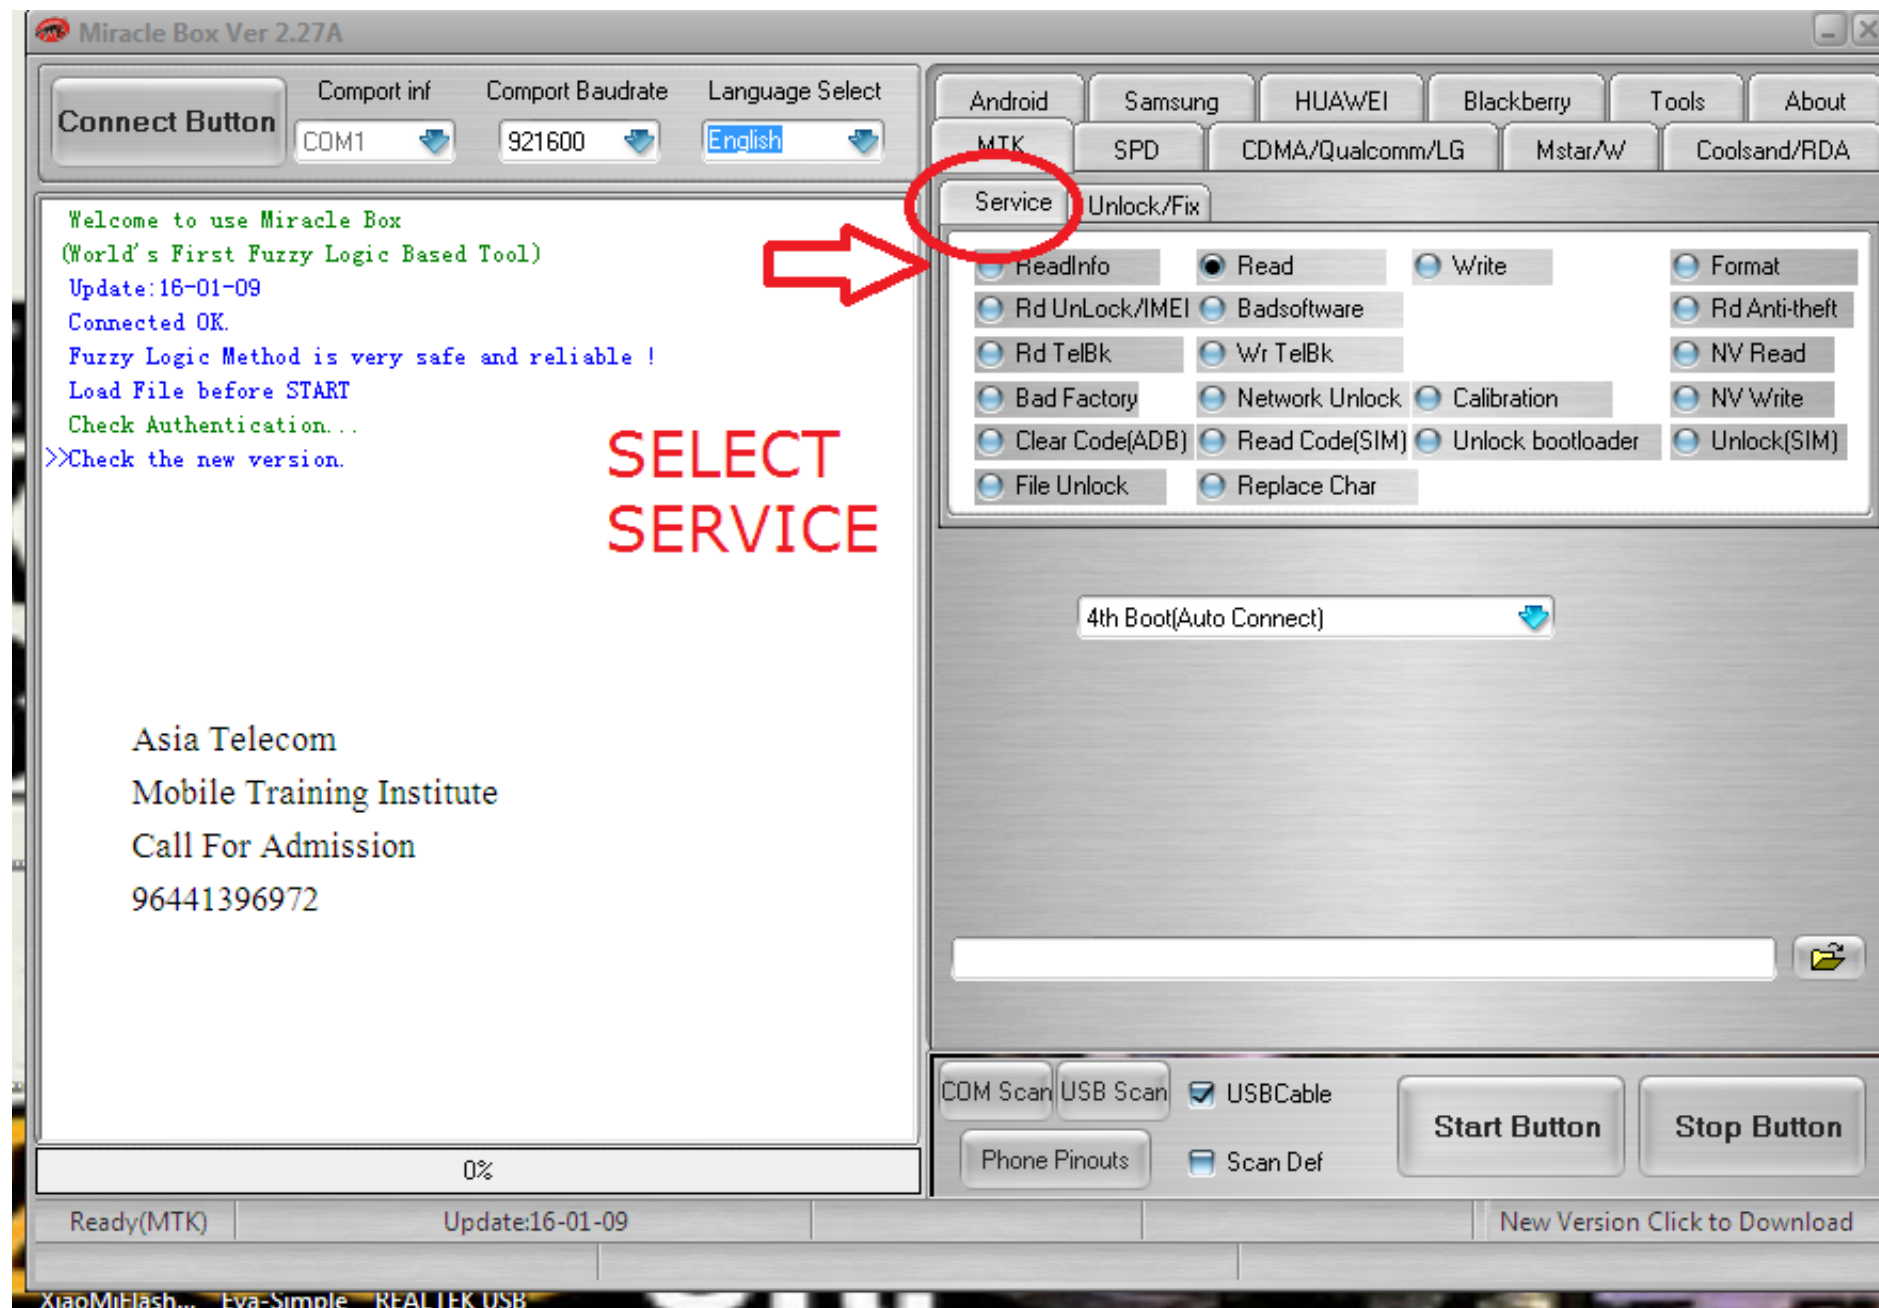 Miracle Box Ver 2.27A
Connect Button
Comport inf
COM1
Comport Baudrate
921600
Language Select
English
Android Samsung HUAWEI Blackberry Tools About
MTK SPD CDMA/Qualcomm/LG Mstar/W Coolsand/RDA
Service Unlock/Fix
ReadInfo Read Write Format
Rd UnLock/IMEI Badsoftware Rd Anti-theft
Rd TelBk Wr TelBk NV Read
Bad Factory Network Unlock Calibration NV Write
Clear Code(ADB) Read Code(SIM) Unlock bootloader Unlock(SIM)
File Unlock Replace Char
Welcome to use Miracle Box
(World's First Fuzzy Logic Based Tool)
Update:16-01-09
Connected OK.
Fuzzy Logic Method is very safe and reliable !
Load File before START
Check Authentication...
>>Check the new version.
SELECT
SERVICE
4th Boot(Auto Connect)
Asia Telecom
Mobile Training Institute
Call For Admission
96441396972
COM Scan USB Scan USBCable
Phone Pinouts Scan Def
Start Button Stop Button
0%
Ready(MTK) Update:16-01-09 New Version Click to Download
XiaoMiFlash... Eva-Simple REALTEK USB